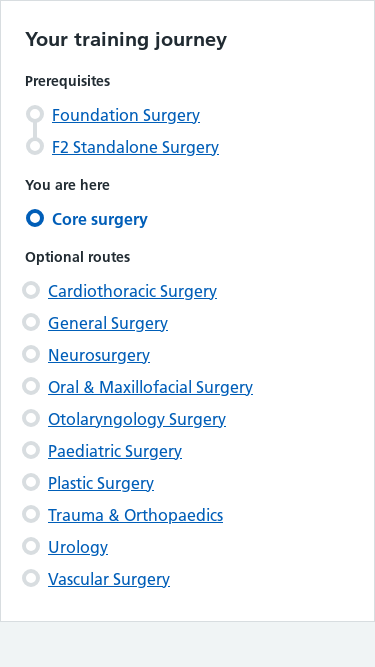 Your training journey
Prerequisites
Foundation Surgery
F2 Standalone Surgery
You are here
Core surgery
Optional routes
Cardiothoracic Surgery
General Surgery
Neurosurgery
Oral & Maxillofacial Surgery
Otolaryngology Surgery
Paediatric Surgery
Plastic Surgery
Trauma & Orthopaedics
Urology
Vascular Surgery